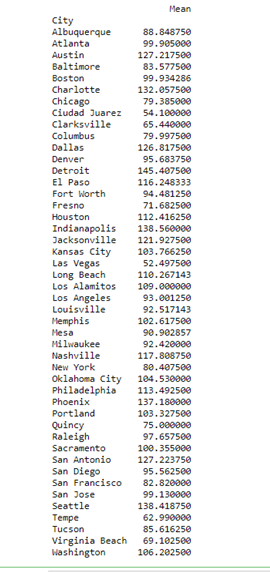 Mean
City
Albuquerque 88.848750
Atlanta 99.905000
Austin 127.217500
Baltimore 83.577500
Boston 99.934286
Charlotte 132.057500
Chicago 79.385000
Ciudad Juarez 54.100000
Clarksville 65.440000
Columbus 79.997500
Dallas 126.817500
Denver 95.683750
Detroit 145.407500
El Paso 116.248333
Fort Worth 94.481250
Fresno 71.682500
Houston 112.416250
Indianapolis 138.560000
Jacksonville 121.927500
Kansas City 103.766250
Las Vegas 52.497500
Long Beach 110.267143
Los Alamitos 109.000000
Los Angeles 93.001250
Louisville 92.517143
Memphis 102.617500
Mesa 90.902857
Milwaukee 92.420000
Nashville 117.808750
New York 80.407500
Oklahoma City 104.530000
Philadelphia 113.492500
Phoenix 137.180000
Portland 103.327500
Quincy 75.000000
Raleigh 97.657500
Sacramento 100.355000
San Antonio 127.223750
San Diego 95.562500
San Francisco 82.820000
San Jose 99.130000
Seattle 138.418750
Tempe 62.990000
Tucson 85.616250
Virginia Beach 69.102500
Washington 106.202500